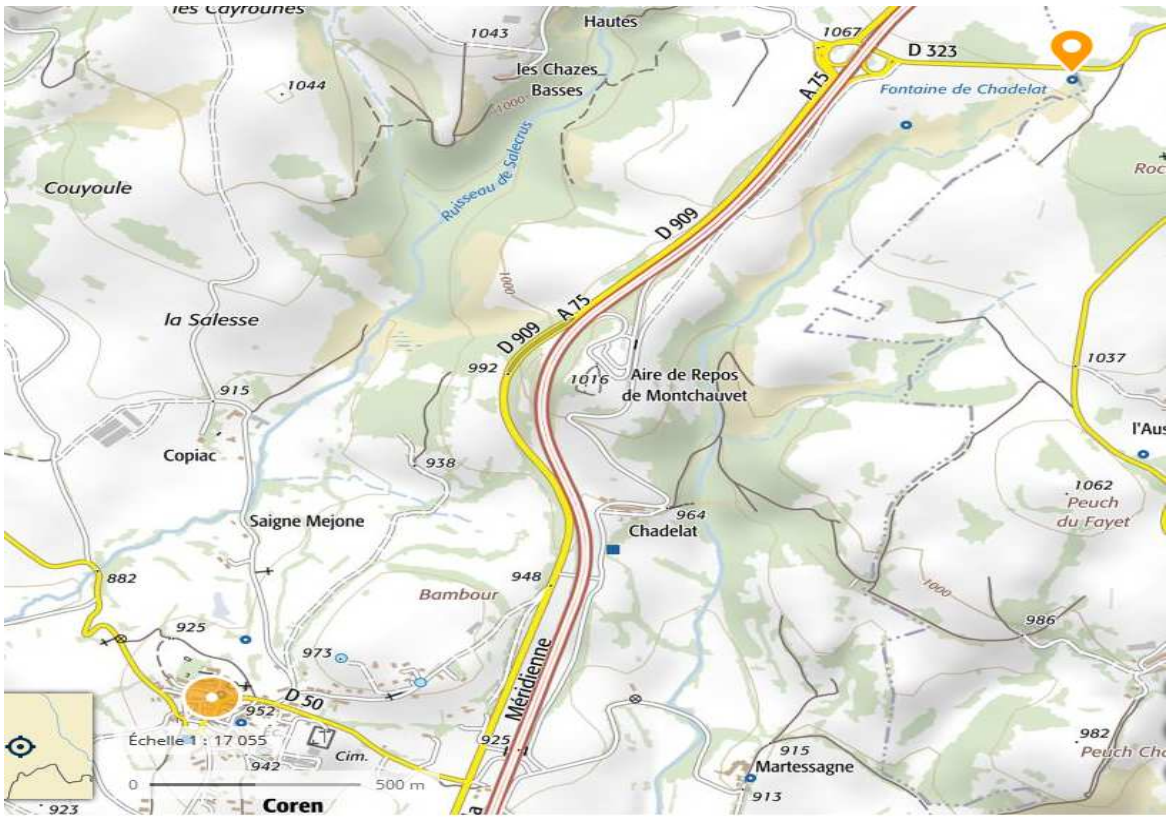 les Cayrounes
1043
Hautes
1067
D 323
les Chazes
Basses
1044
1000
A 75
Fontaine de Chadelat
Couyoule
Ruisseau de Salecrus
Roc
D 909
1000
la Salesse
A 75
D 909
992
1037
915
1016
Aire de Repos
de Montchauvet
l'Aus
Copiac
938
1062
Peuch
du Fayet
Saigne Mejone
964
Chadelat
882
948
Bambour
1000
925
986
973
Méridienne
D 50
952
Échelle 1 : 17 055
925
982
Cim.
915
Peuch Cha
942
Martessagne
0
500 m
913
923
Coren
a